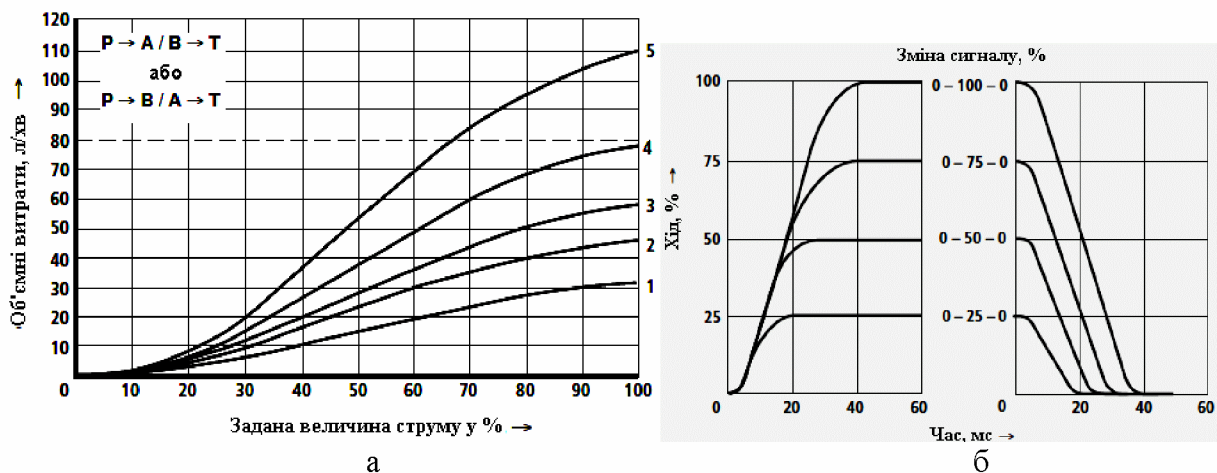 120
110
100
90
80
70
60
50
40
30
20
10
0
P → A / B → T
або
P → B / A → T
5
4
3
2
1
10 20 30 40 50 60 70 80 90 100
Об'ємні витрати, л/хв →
Задана величина струму у % →
а
Зміна сигналу, %
100
75
50
25
0 – 100 – 0
0 – 75 – 0
0 – 50 – 0
0 – 25 – 0
Хід, % →
0 20 40 60 0 20 40 60
Час, мс →
б